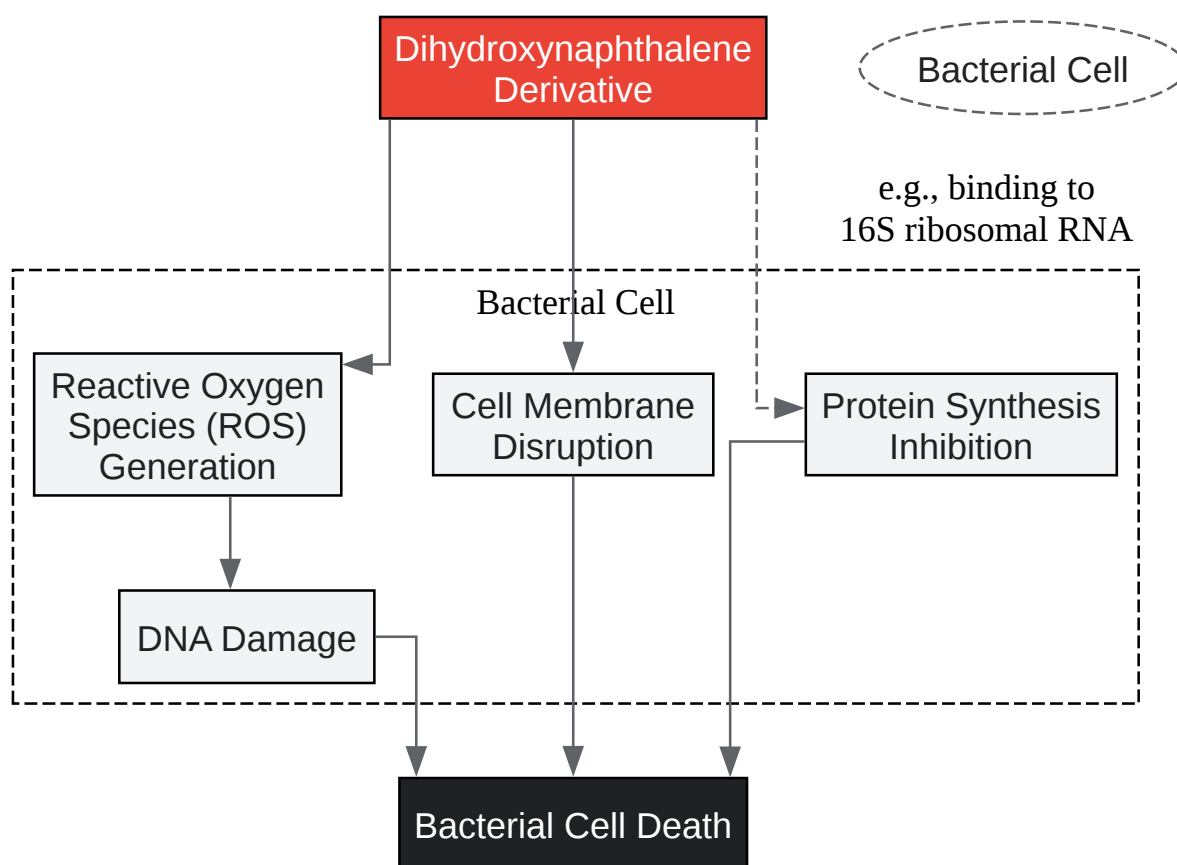 Dihydroxynaphthalene
Derivative
Bacterial Cell
e.g., binding to
16S ribosomal RNA
Bacterial Cell
Reactive Oxygen
Species (ROS)
Generation
Cell Membrane
Disruption
Protein Synthesis
Inhibition
DNA Damage
Bacterial Cell Death